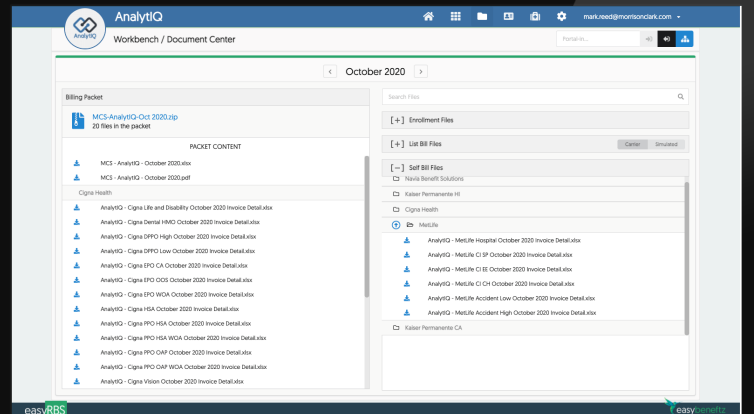 AnalytIQ
mark.reed@morrisonclark.com
AnalytIQ
Workbench / Document Center
Portal-in...
October 2020
Billing Packet
MCS-AnalytIQ-Oct 2020.zip
20 files in the packet
PACKET CONTENT
MCS - AnalytIQ - October 2020.xlsx
MCS - AnalytIQ - October 2020.pdf
Cigna Health
AnalytIQ - Cigna Life and Disability October 2020 Invoice Detail.xlsx
AnalytIQ - Cigna Dental HMO October 2020 Invoice Detail.xlsx
AnalytIQ - Cigna DPPO High October 2020 Invoice Detail.xlsx
AnalytIQ - Cigna DPPO Low October 2020 Invoice Detail.xlsx
AnalytIQ - Cigna EPO CA October 2020 Invoice Detail.xlsx
AnalytIQ - Cigna EPO OOS October 2020 Invoice Detail.xlsx
AnalytIQ - Cigna EPO WOA October 2020 Invoice Detail.xlsx
AnalytIQ - Cigna HSA October 2020 Invoice Detail.xlsx
AnalytIQ - Cigna PPO HSA October 2020 Invoice Detail.xlsx
AnalytIQ - Cigna PPO HSA WOA October 2020 Invoice Detail.xlsx
AnalytIQ - Cigna PPO OAP October 2020 Invoice Detail.xlsx
AnalytIQ - Cigna PPO OAP WOA October 2020 Invoice Detail.xlsx
AnalytIQ - Cigna Vision October 2020 Invoice Detail.xlsx
Search Files
[+] Enrollment Files
[+] List Bill Files
Carrier Simulated
[−] Self Bill Files
Navia Benefit Solutions
Kaiser Permanente HI
Cigna Health
MetLife
AnalytIQ - MetLife Hospital October 2020 Invoice Detail.xlsx
AnalytIQ - MetLife CI SP October 2020 Invoice Detail.xlsx
AnalytIQ - MetLife CI EE October 2020 Invoice Detail.xlsx
AnalytIQ - MetLife CI CH October 2020 Invoice Detail.xlsx
AnalytIQ - MetLife Accident Low October 2020 Invoice Detail.xlsx
AnalytIQ - MetLife Accident High October 2020 Invoice Detail.xlsx
Kaiser Permanente CA
easyRBS
easybenefitz